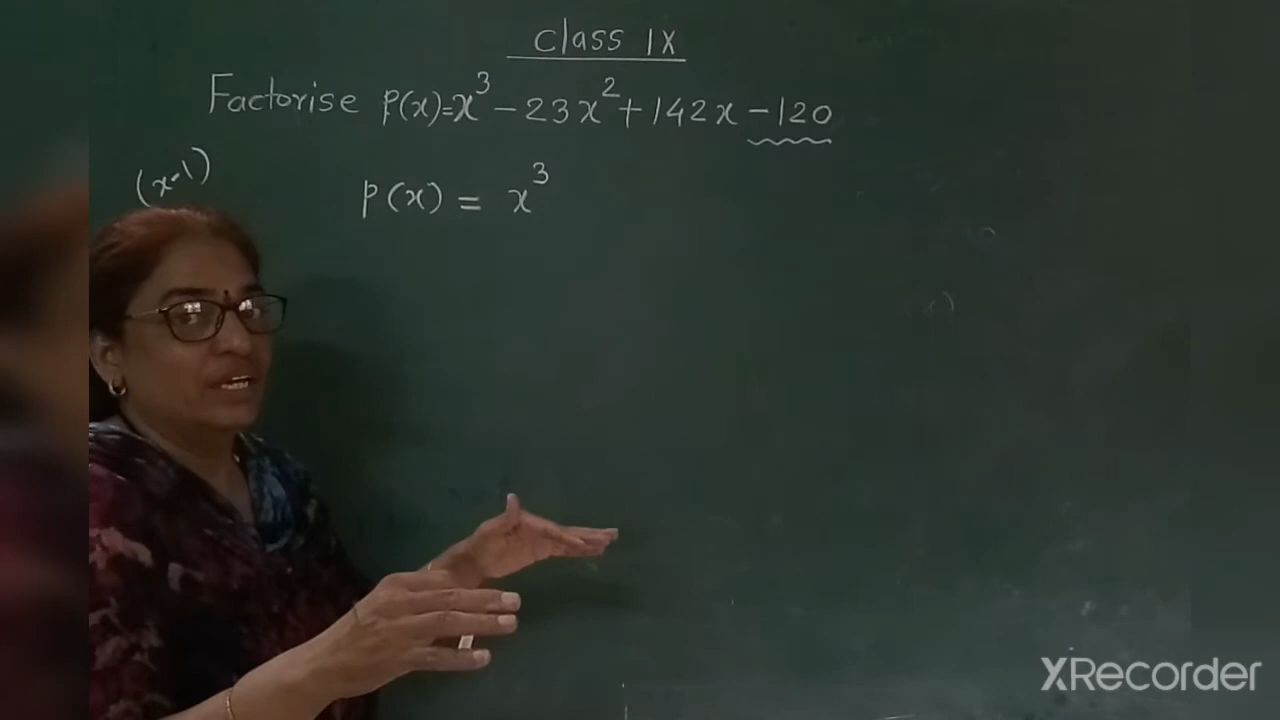 Class IX
Factorise p(x)=x³-23x²+142x-120
(x-1)
p(x) = x³
XRecorder